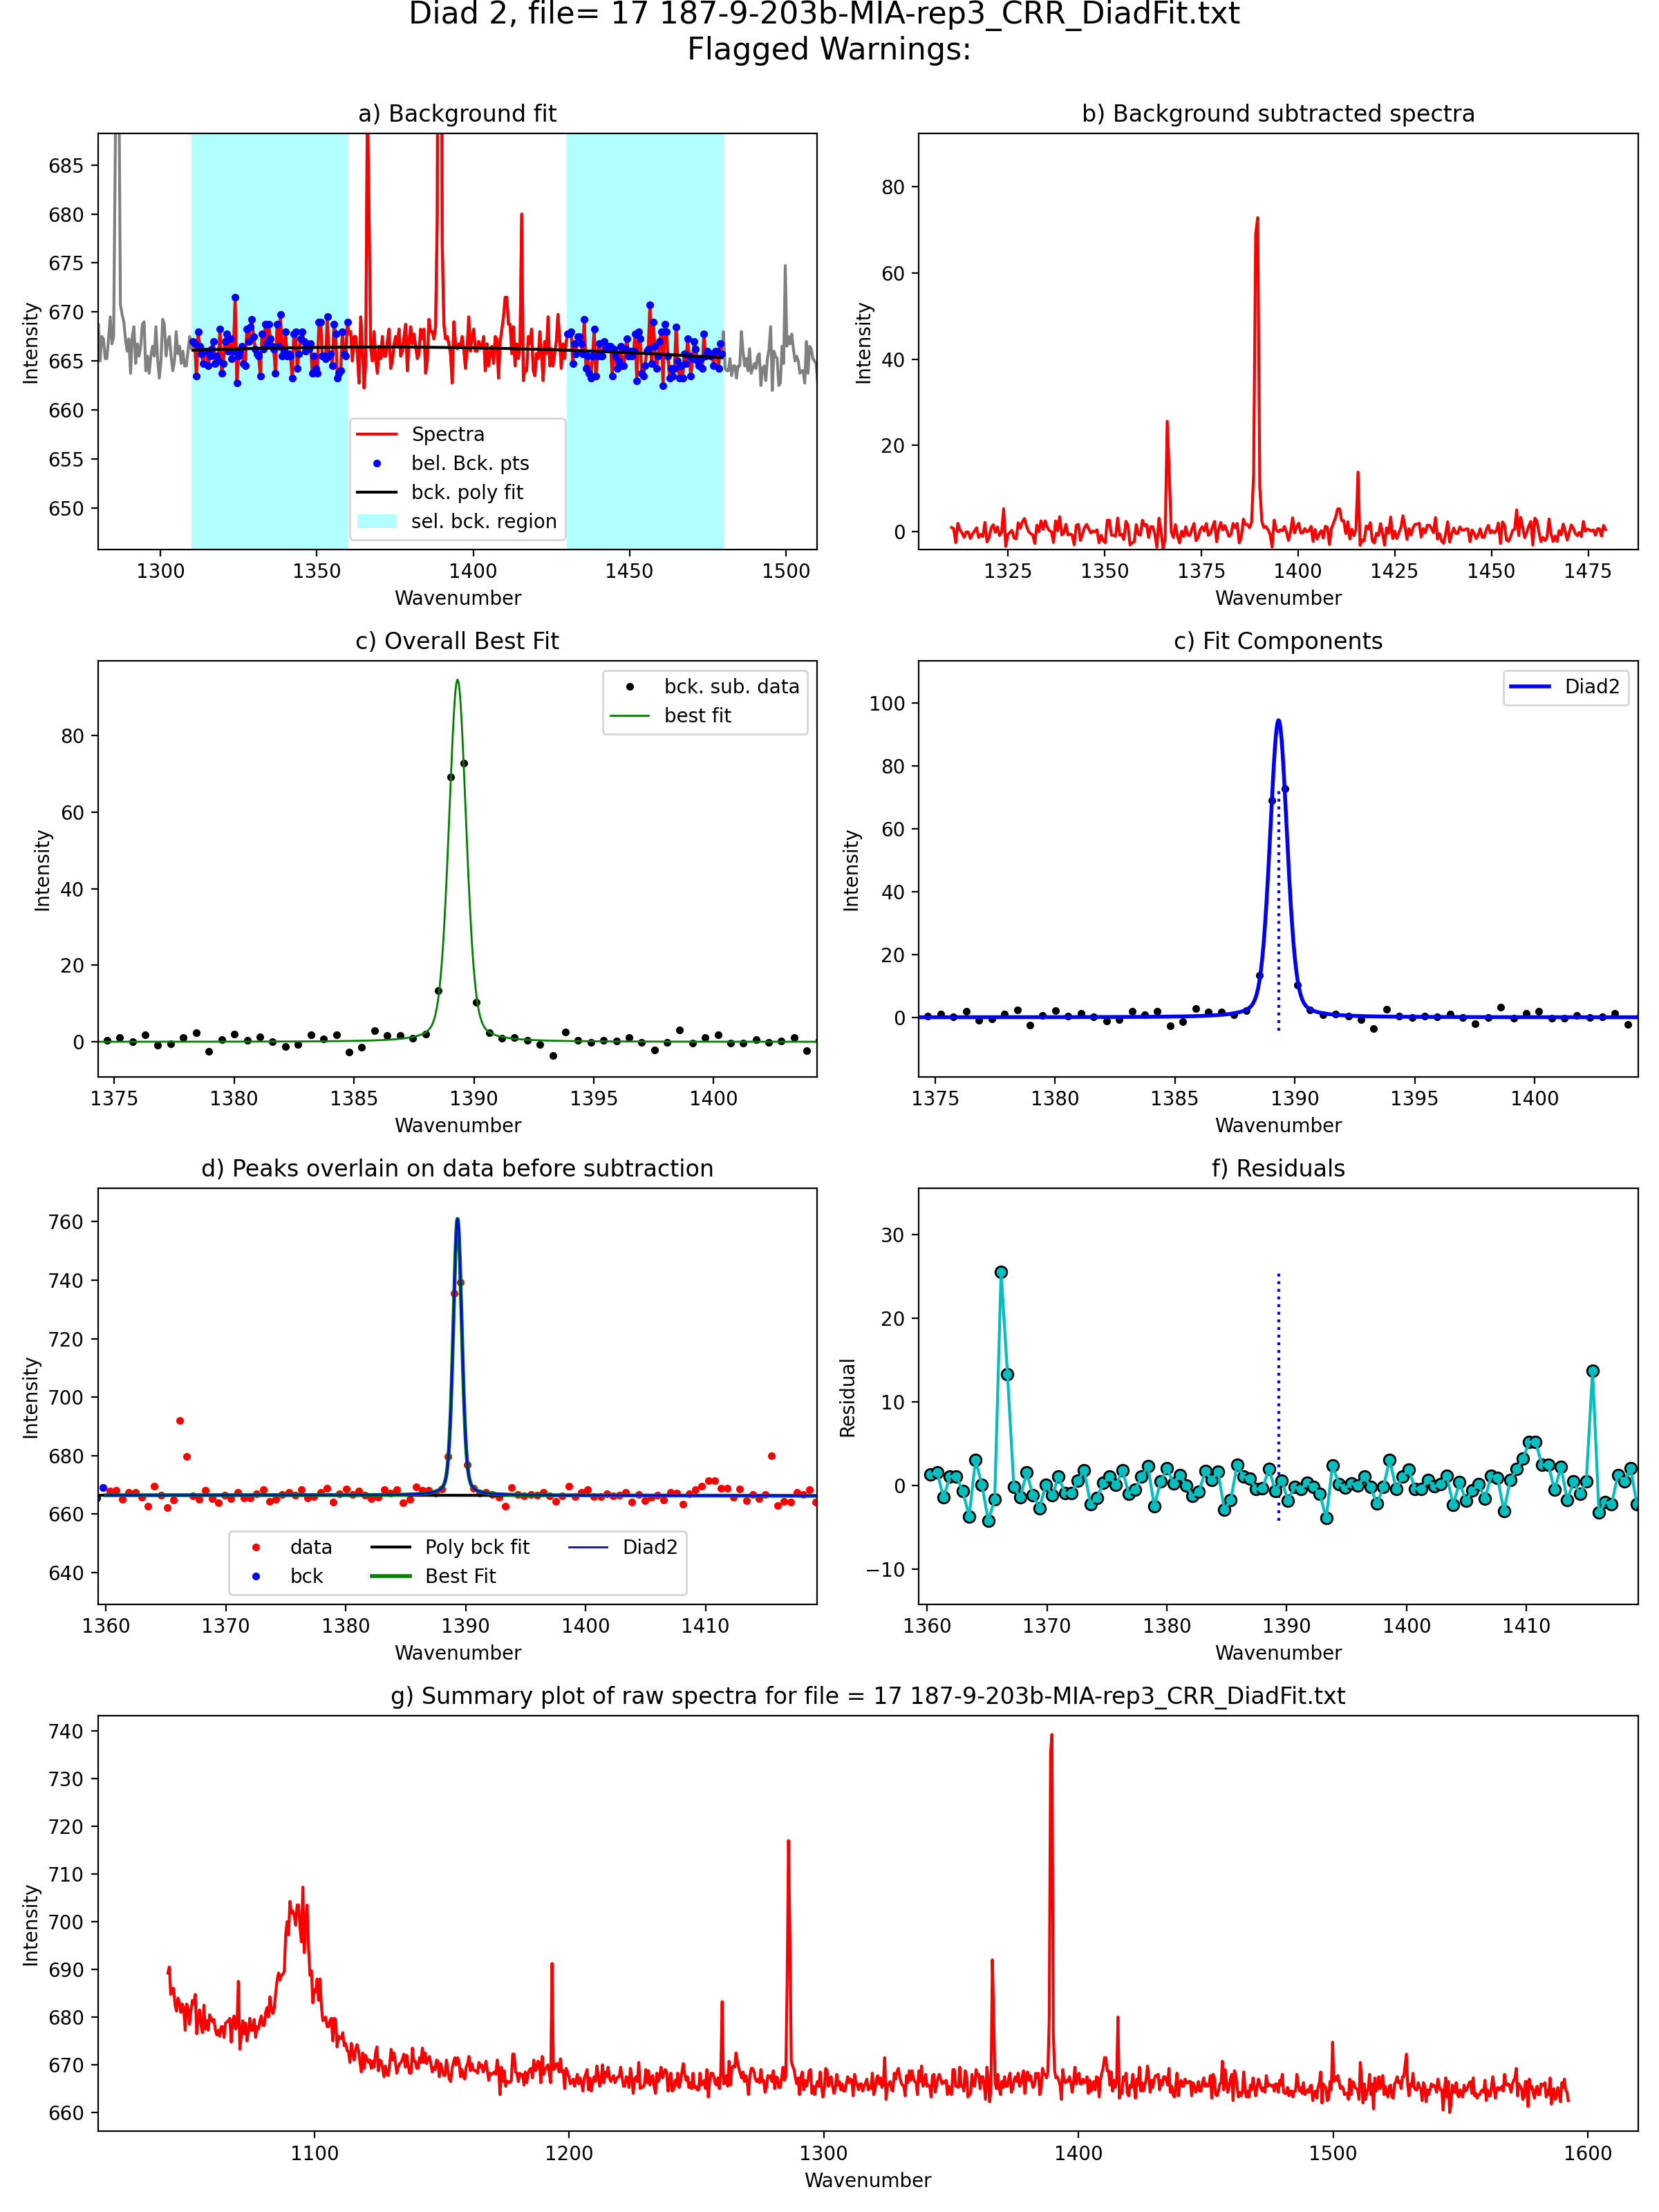 Diad 2, file= 17 187-9-203b-MIA-rep3_CRR_DiadFit.txt
Flagged Warnings:
a) Background fit
Intensity
685
680
675
670
665
660
655
650
Spectra
bel. Bck. pts
bck. poly fit
sel. bck. region
1300 1350 1400 1450 1500
Wavenumber
b) Background subtracted spectra
Intensity
80
60
40
20
0
1325 1350 1375 1400 1425 1450 1475
Wavenumber
c) Overall Best Fit
Intensity
80
60
40
20
0
bck. sub. data
best fit
1375 1380 1385 1390 1395 1400
Wavenumber
c) Fit Components
Intensity
100
80
60
40
20
0
Diad2
1375 1380 1385 1390 1395 1400
Wavenumber
d) Peaks overlain on data before subtraction
Intensity
760
740
720
700
680
660
640
data Poly bck fit Diad2
bck Best Fit
1360 1370 1380 1390 1400 1410
Wavenumber
f) Residuals
Residual
30
20
10
0
−10
1360 1370 1380 1390 1400 1410
Wavenumber
g) Summary plot of raw spectra for file = 17 187-9-203b-MIA-rep3_CRR_DiadFit.txt
Intensity
740
730
720
710
700
690
680
670
660
1100 1200 1300 1400 1500 1600
Wavenumber